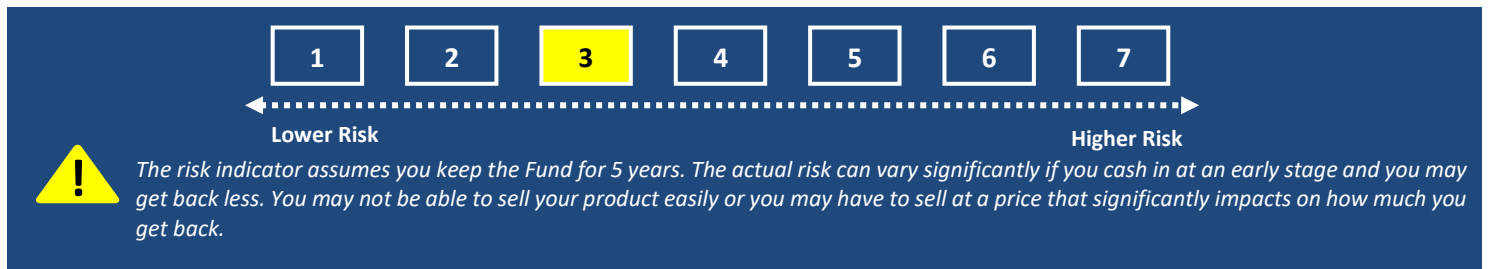 1 2 3 4 5 6 7
Lower Risk Higher Risk
!
The risk indicator assumes you keep the Fund for 5 years. The actual risk can vary significantly if you cash in at an early stage and you may
get back less. You may not be able to sell your product easily or you may have to sell at a price that significantly impacts on how much you
get back.